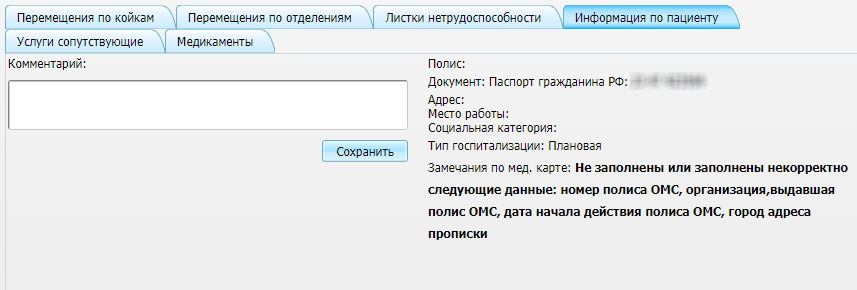 Перемещения по койкам
Перемещения по отделениям
Листки нетрудоспособности
Информация по пациенту
Услуги сопутствующие
Медикаменты
Комментарий:
Сохранить
Полис:
Документ: Паспорт гражданина РФ:
Адрес:
Место работы:
Социальная категория:
Тип госпитализации: Плановая
Замечания по мед. карте: Не заполнены или заполнены некорректно
следующие данные: номер полиса ОМС, организация,выдавшая
полис ОМС, дата начала действия полиса ОМС, город адреса
прописки